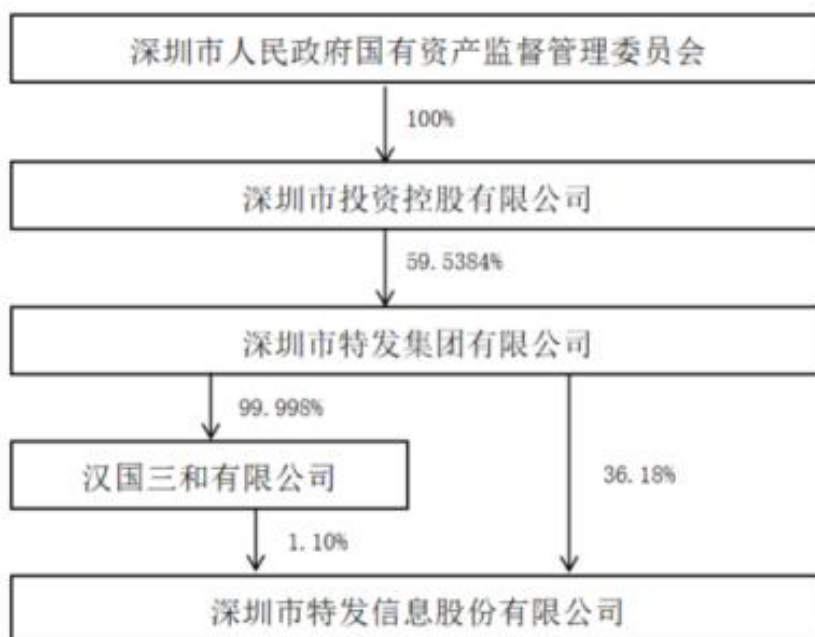 深圳市人民政府国有资产监督管理委员会
100%
深圳市投资控股有限公司
59.5384%
深圳市特发集团有限公司
99.998%
汉国三和有限公司
36.18%
1.10%
深圳市特发信息股份有限公司